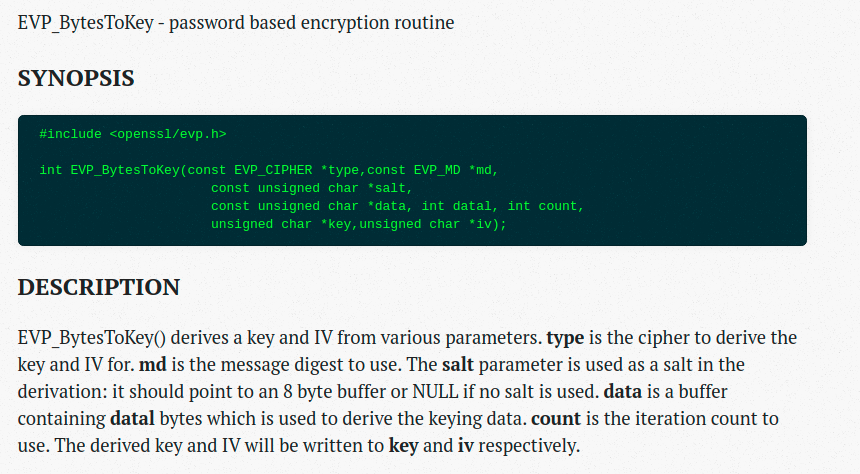 EVP_BytesToKey - password based encryption routine
SYNOPSIS
#include <openssl/evp.h>
int EVP_BytesToKey(const EVP_CIPHER *type,const EVP_MD *md,
const unsigned char *salt,
const unsigned char *data, int datal, int count,
unsigned char *key,unsigned char *iv);
DESCRIPTION
EVP_BytesToKey() derives a key and IV from various parameters. type is the cipher to derive the
key and IV for. md is the message digest to use. The salt parameter is used as a salt in the
derivation: it should point to an 8 byte buffer or NULL if no salt is used. data is a buffer
containing datal bytes which is used to derive the keying data. count is the iteration count to
use. The derived key and IV will be written to key and iv respectively.